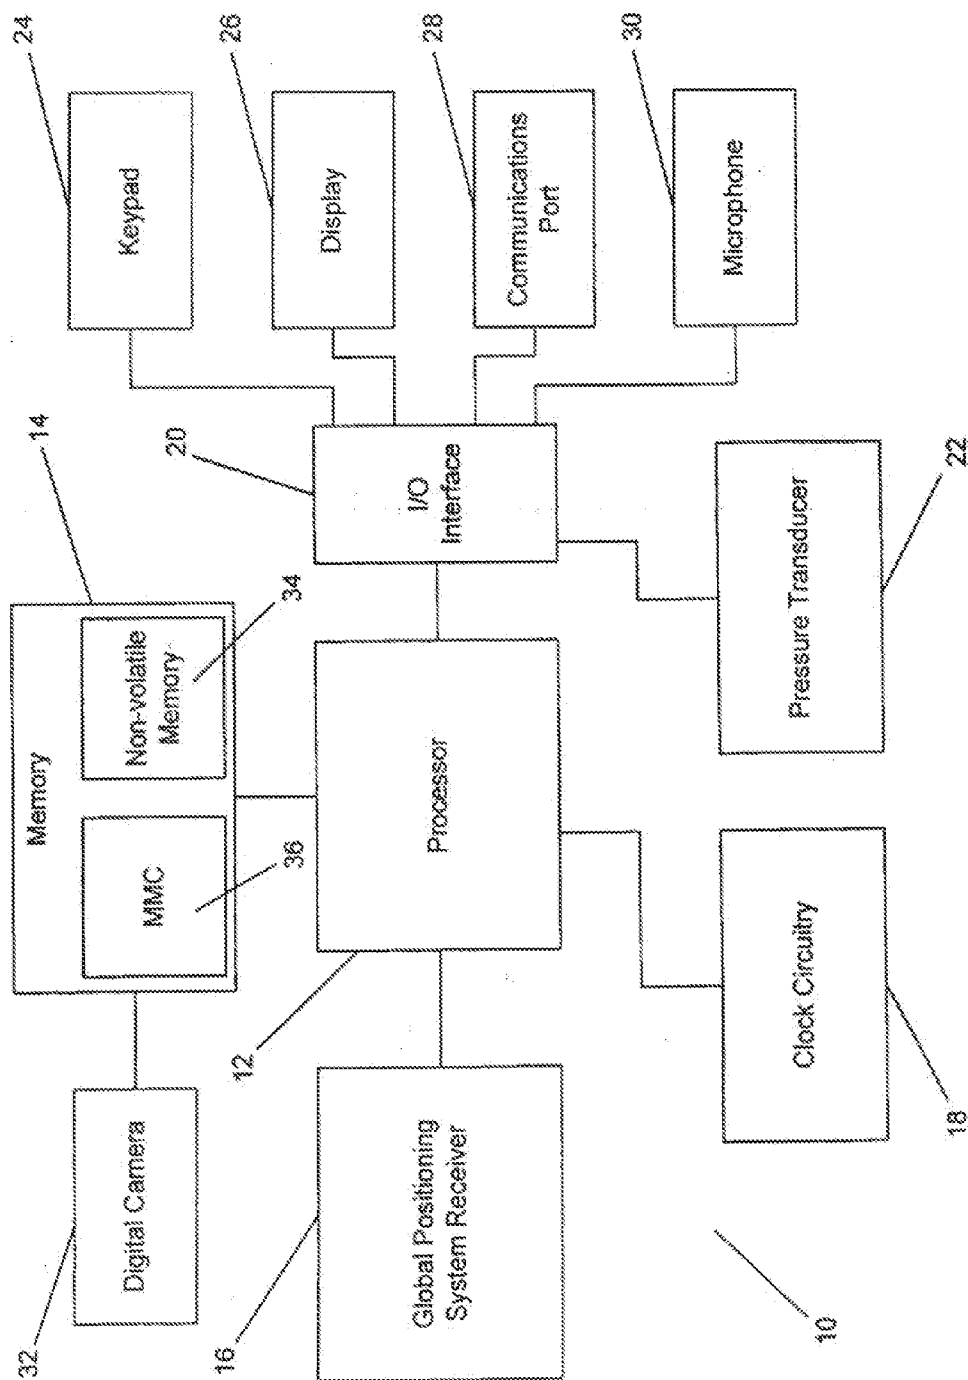 32
Digital Camera
Memory
14
MMC
Non-volatile
Memory
36
34
24
Keypad
26
Display
28
Communications
Port
30
Microphone
20
I/O
Interface
16
Global Positioning
System Receiver
12
Processor
10
18
Clock Circuitry
Pressure Transducer
22